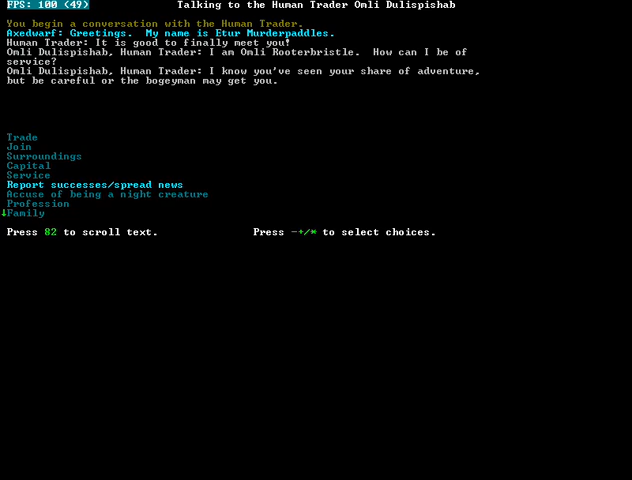 FPS: 100 (49) Talking to the Human Trader Omli Dulispishab
You begin a conversation with the Human Trader.
Axedwarf: Greetings. My name is Etur Murderpaddles.
Human Trader: It is good to finally meet you!
Omli Dulispishab, Human Trader: I am Omli Rooterbristle. How can I be of
service?
Omli Dulispishab, Human Trader: I know you've seen your share of adventure,
but be careful or the bogeyman may get you.
Trade
Join
Surroundings
Capital
Service
Report successes/spread news
Accuse of being a night creature
Profession
↓Family
Press 82 to scroll text. Press -+/* to select choices.